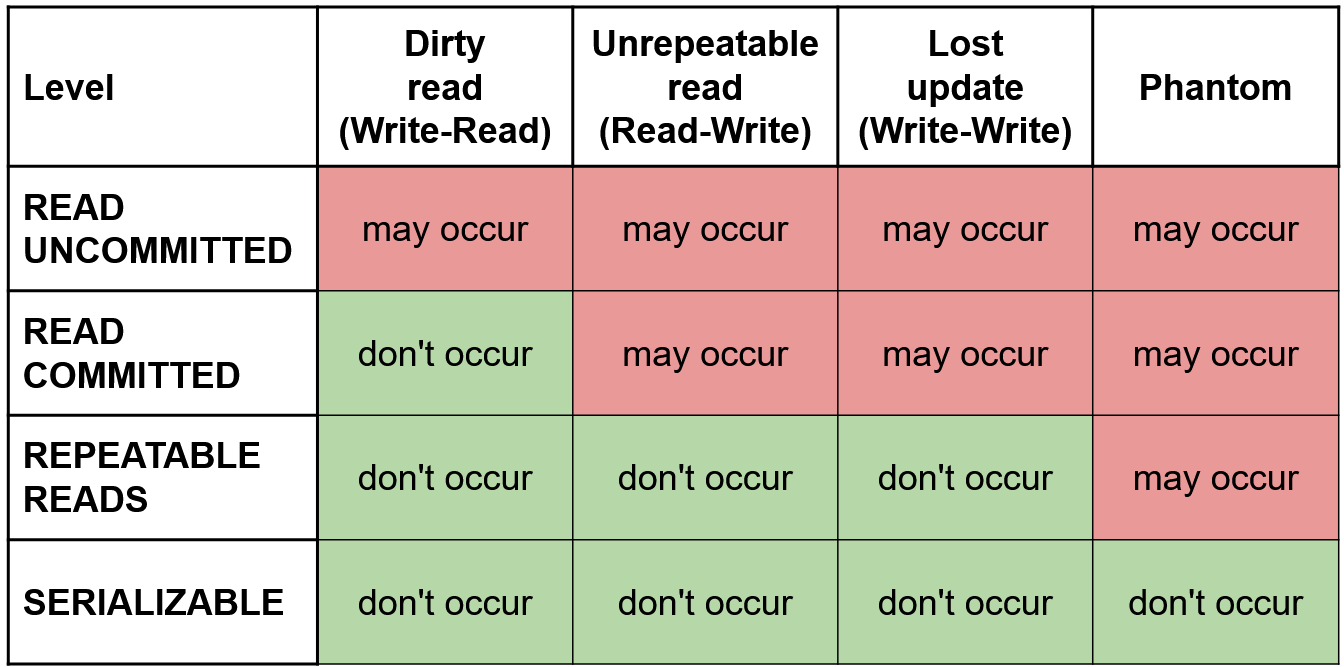 Level
Dirty
read
(Write-Read)
Unrepeatable
read
(Read-Write)
Lost
update
(Write-Write)
Phantom
READ
UNCOMMITTED
may occur
may occur
may occur
may occur
READ
COMMITTED
don't occur
may occur
may occur
may occur
REPEATABLE
READS
don't occur
don't occur
don't occur
may occur
SERIALIZABLE
don't occur
don't occur
don't occur
don't occur